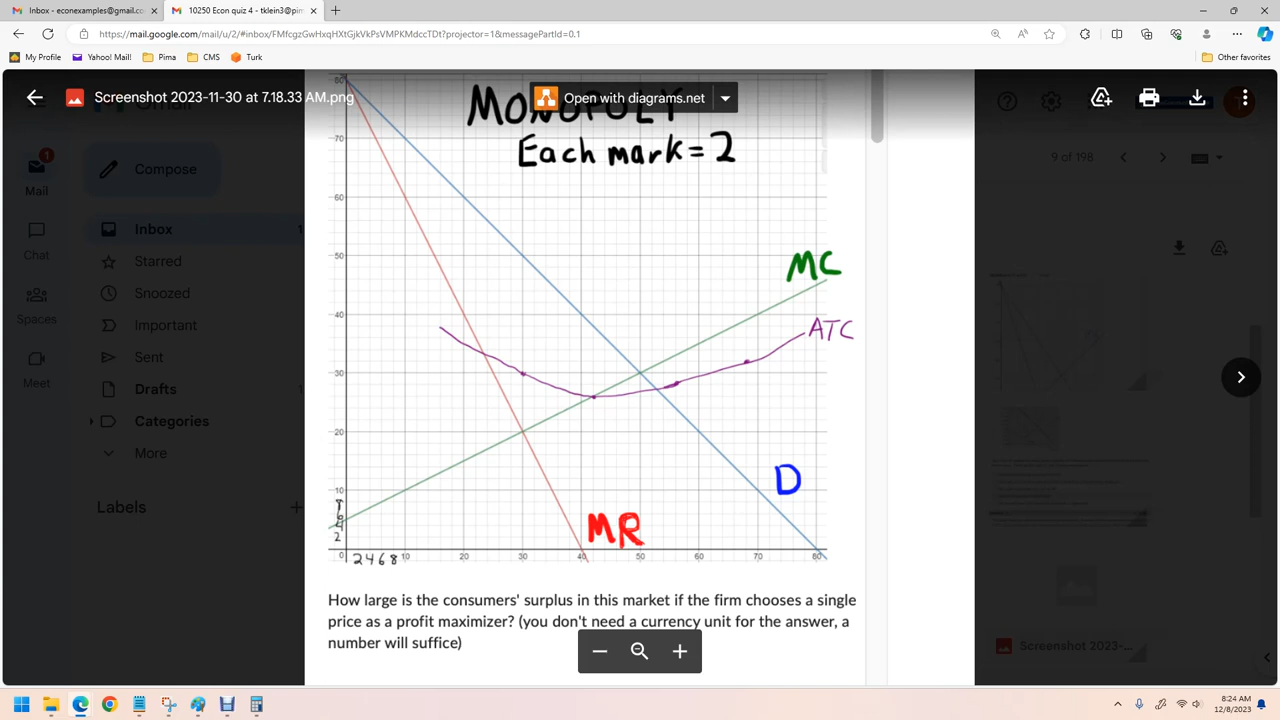 Inbox - econexamples@gmail.co
10250 Econ quiz 4 - tklein3@pim
https://mail.google.com/mail/u/2/#inbox/FMfcgzGwHxqHXtGjkVkPsVMPKMdccTDt?projector=1&messagePartId=0.1
My Profile
Yahoo! Mail!
Pima
CMS
Turk
Other favorites
Screenshot 2023-11-30 at 7.18.33 AM.png
Open with diagrams.net
MONOPOLY
Each mark = 2
9 of 198
Mail
1
Chat
Spaces
Meet
Compose
Inbox
1
Starred
Snoozed
Important
Sent
Drafts
Categories
More
Labels
80
70
60
50
40
30
20
10
8
6
4
2
0
2 4 6 8
10
20
30
40
50
60
70
80
MC
ATC
D
MR
How large is the consumers' surplus in this market if the firm chooses a single
price as a profit maximizer? (you don't need a currency unit for the answer, a
number will suffice)
Screenshot 2023-...
8:24 AM
12/8/2023